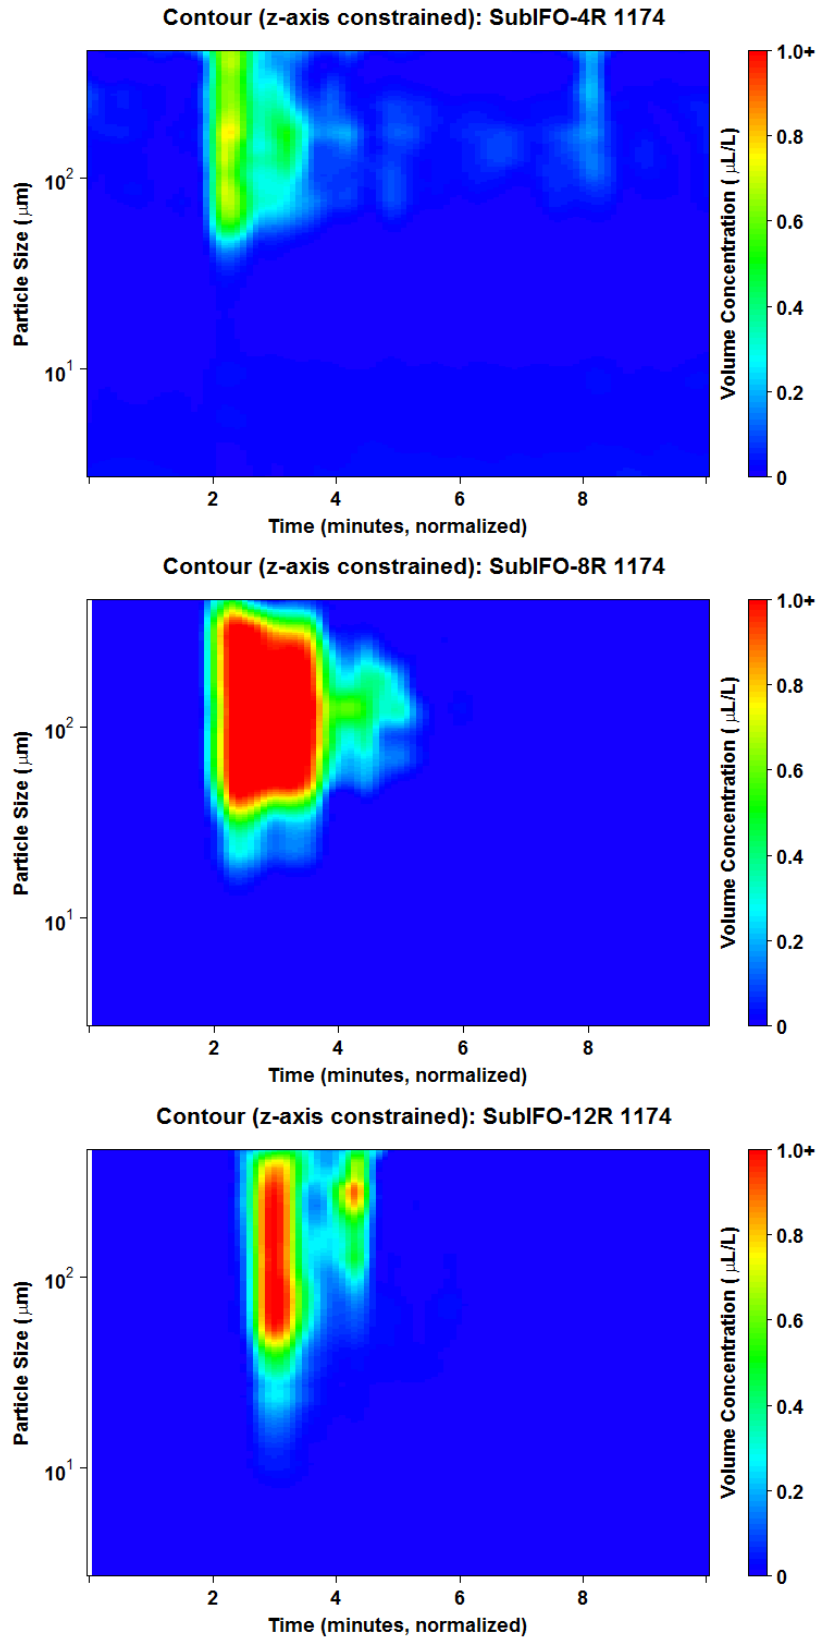 Contour (z-axis constrained): SubIFO-4R 1174
Particle Size (μm)
10²
10¹
2 4 6 8
Time (minutes, normalized)
Volume Concentration ( μL/L)
1.0+
0.8
0.6
0.4
0.2
0
Contour (z-axis constrained): SubIFO-8R 1174
Particle Size (μm)
10²
10¹
2 4 6 8
Time (minutes, normalized)
Volume Concentration ( μL/L)
1.0+
0.8
0.6
0.4
0.2
0
Contour (z-axis constrained): SubIFO-12R 1174
Particle Size (μm)
10²
10¹
2 4 6 8
Time (minutes, normalized)
Volume Concentration ( μL/L)
1.0+
0.8
0.6
0.4
0.2
0